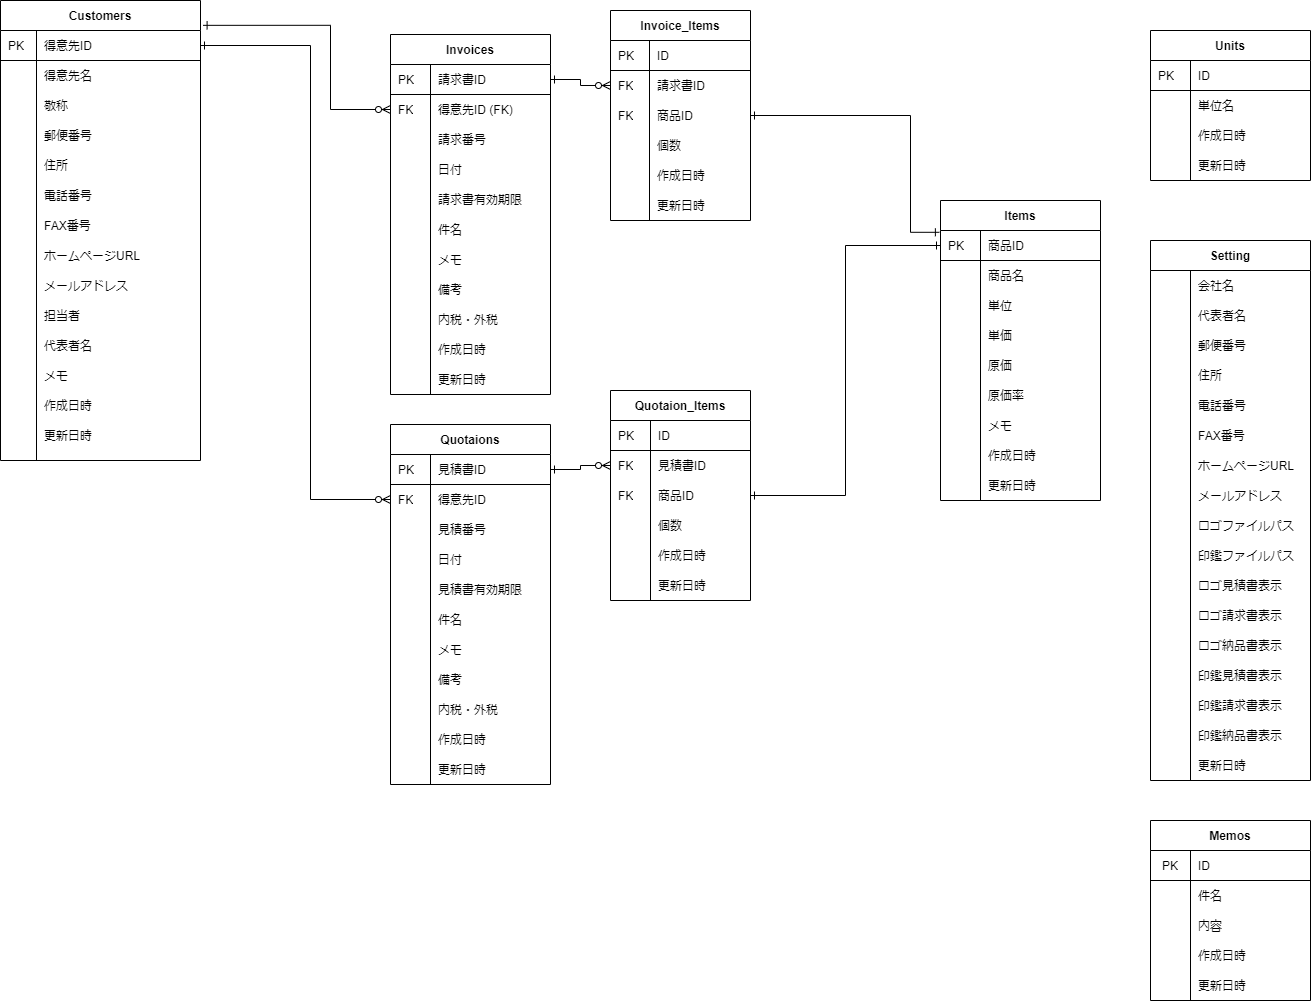 Customers
PK 得意先ID
得意先名
敬称
郵便番号
住所
電話番号
FAX番号
ホームページURL
メールアドレス
担当者
代表者名
メモ
作成日時
更新日時
Invoices
PK 請求書ID
FK 得意先ID (FK)
請求番号
日付
請求書有効期限
件名
メモ
備考
内税・外税
作成日時
更新日時
Quotaions
PK 見積書ID
FK 得意先ID
見積番号
日付
見積書有効期限
件名
メモ
備考
内税・外税
作成日時
更新日時
Invoice_Items
PK ID
FK 請求書ID
FK 商品ID
個数
作成日時
更新日時
Quotaion_Items
PK ID
FK 見積書ID
FK 商品ID
個数
作成日時
更新日時
Items
PK 商品ID
商品名
単位
単価
原価
原価率
メモ
作成日時
更新日時
Units
PK ID
単位名
作成日時
更新日時
Setting
会社名
代表者名
郵便番号
住所
電話番号
FAX番号
ホームページURL
メールアドレス
ロゴファイルパス
印鑑ファイルパス
ロゴ見積書表示
ロゴ請求書表示
ロゴ納品書表示
印鑑見積書表示
印鑑請求書表示
印鑑納品書表示
更新日時
Memos
PK ID
件名
内容
作成日時
更新日時